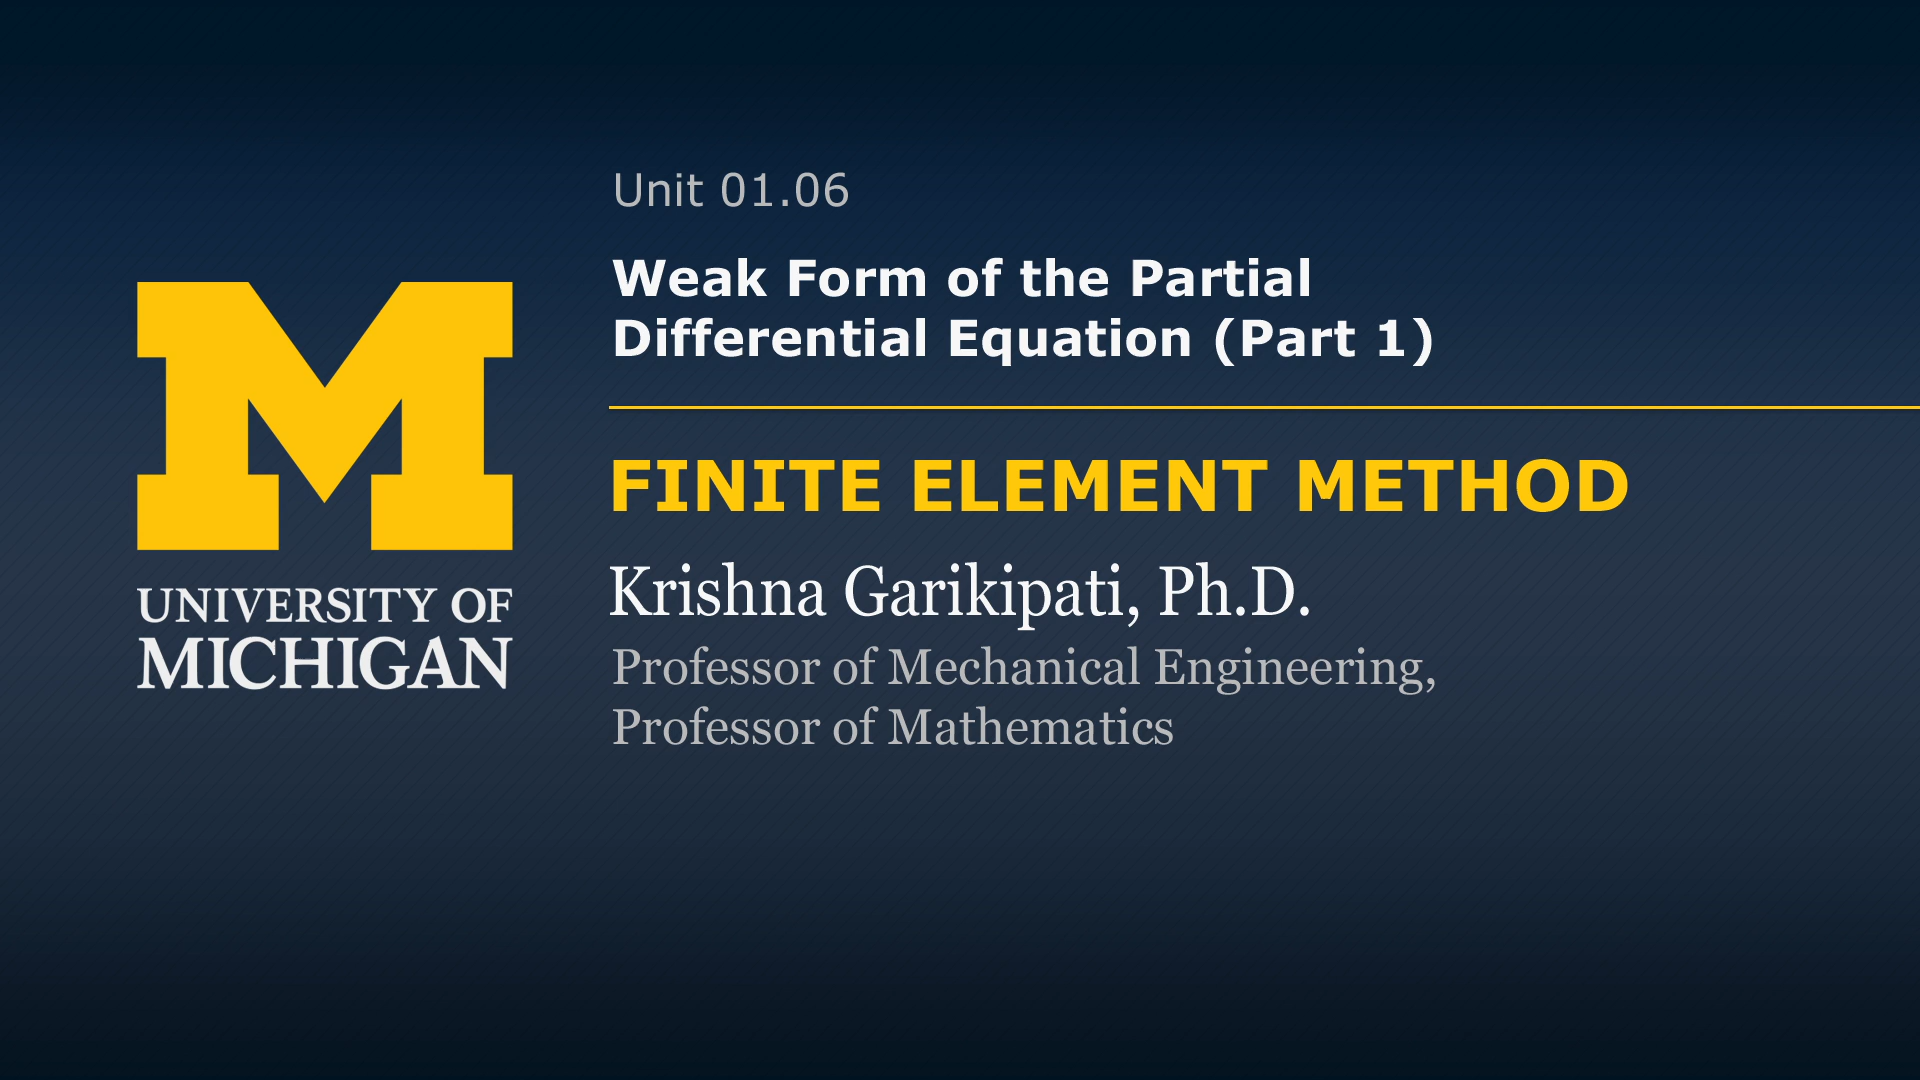 Unit 01.06
Weak Form of the Partial
Differential Equation (Part 1)
FINITE ELEMENT METHOD
Krishna Garikipati, Ph.D.
Professor of Mechanical Engineering,
Professor of Mathematics
M
UNIVERSITY OF
MICHIGAN